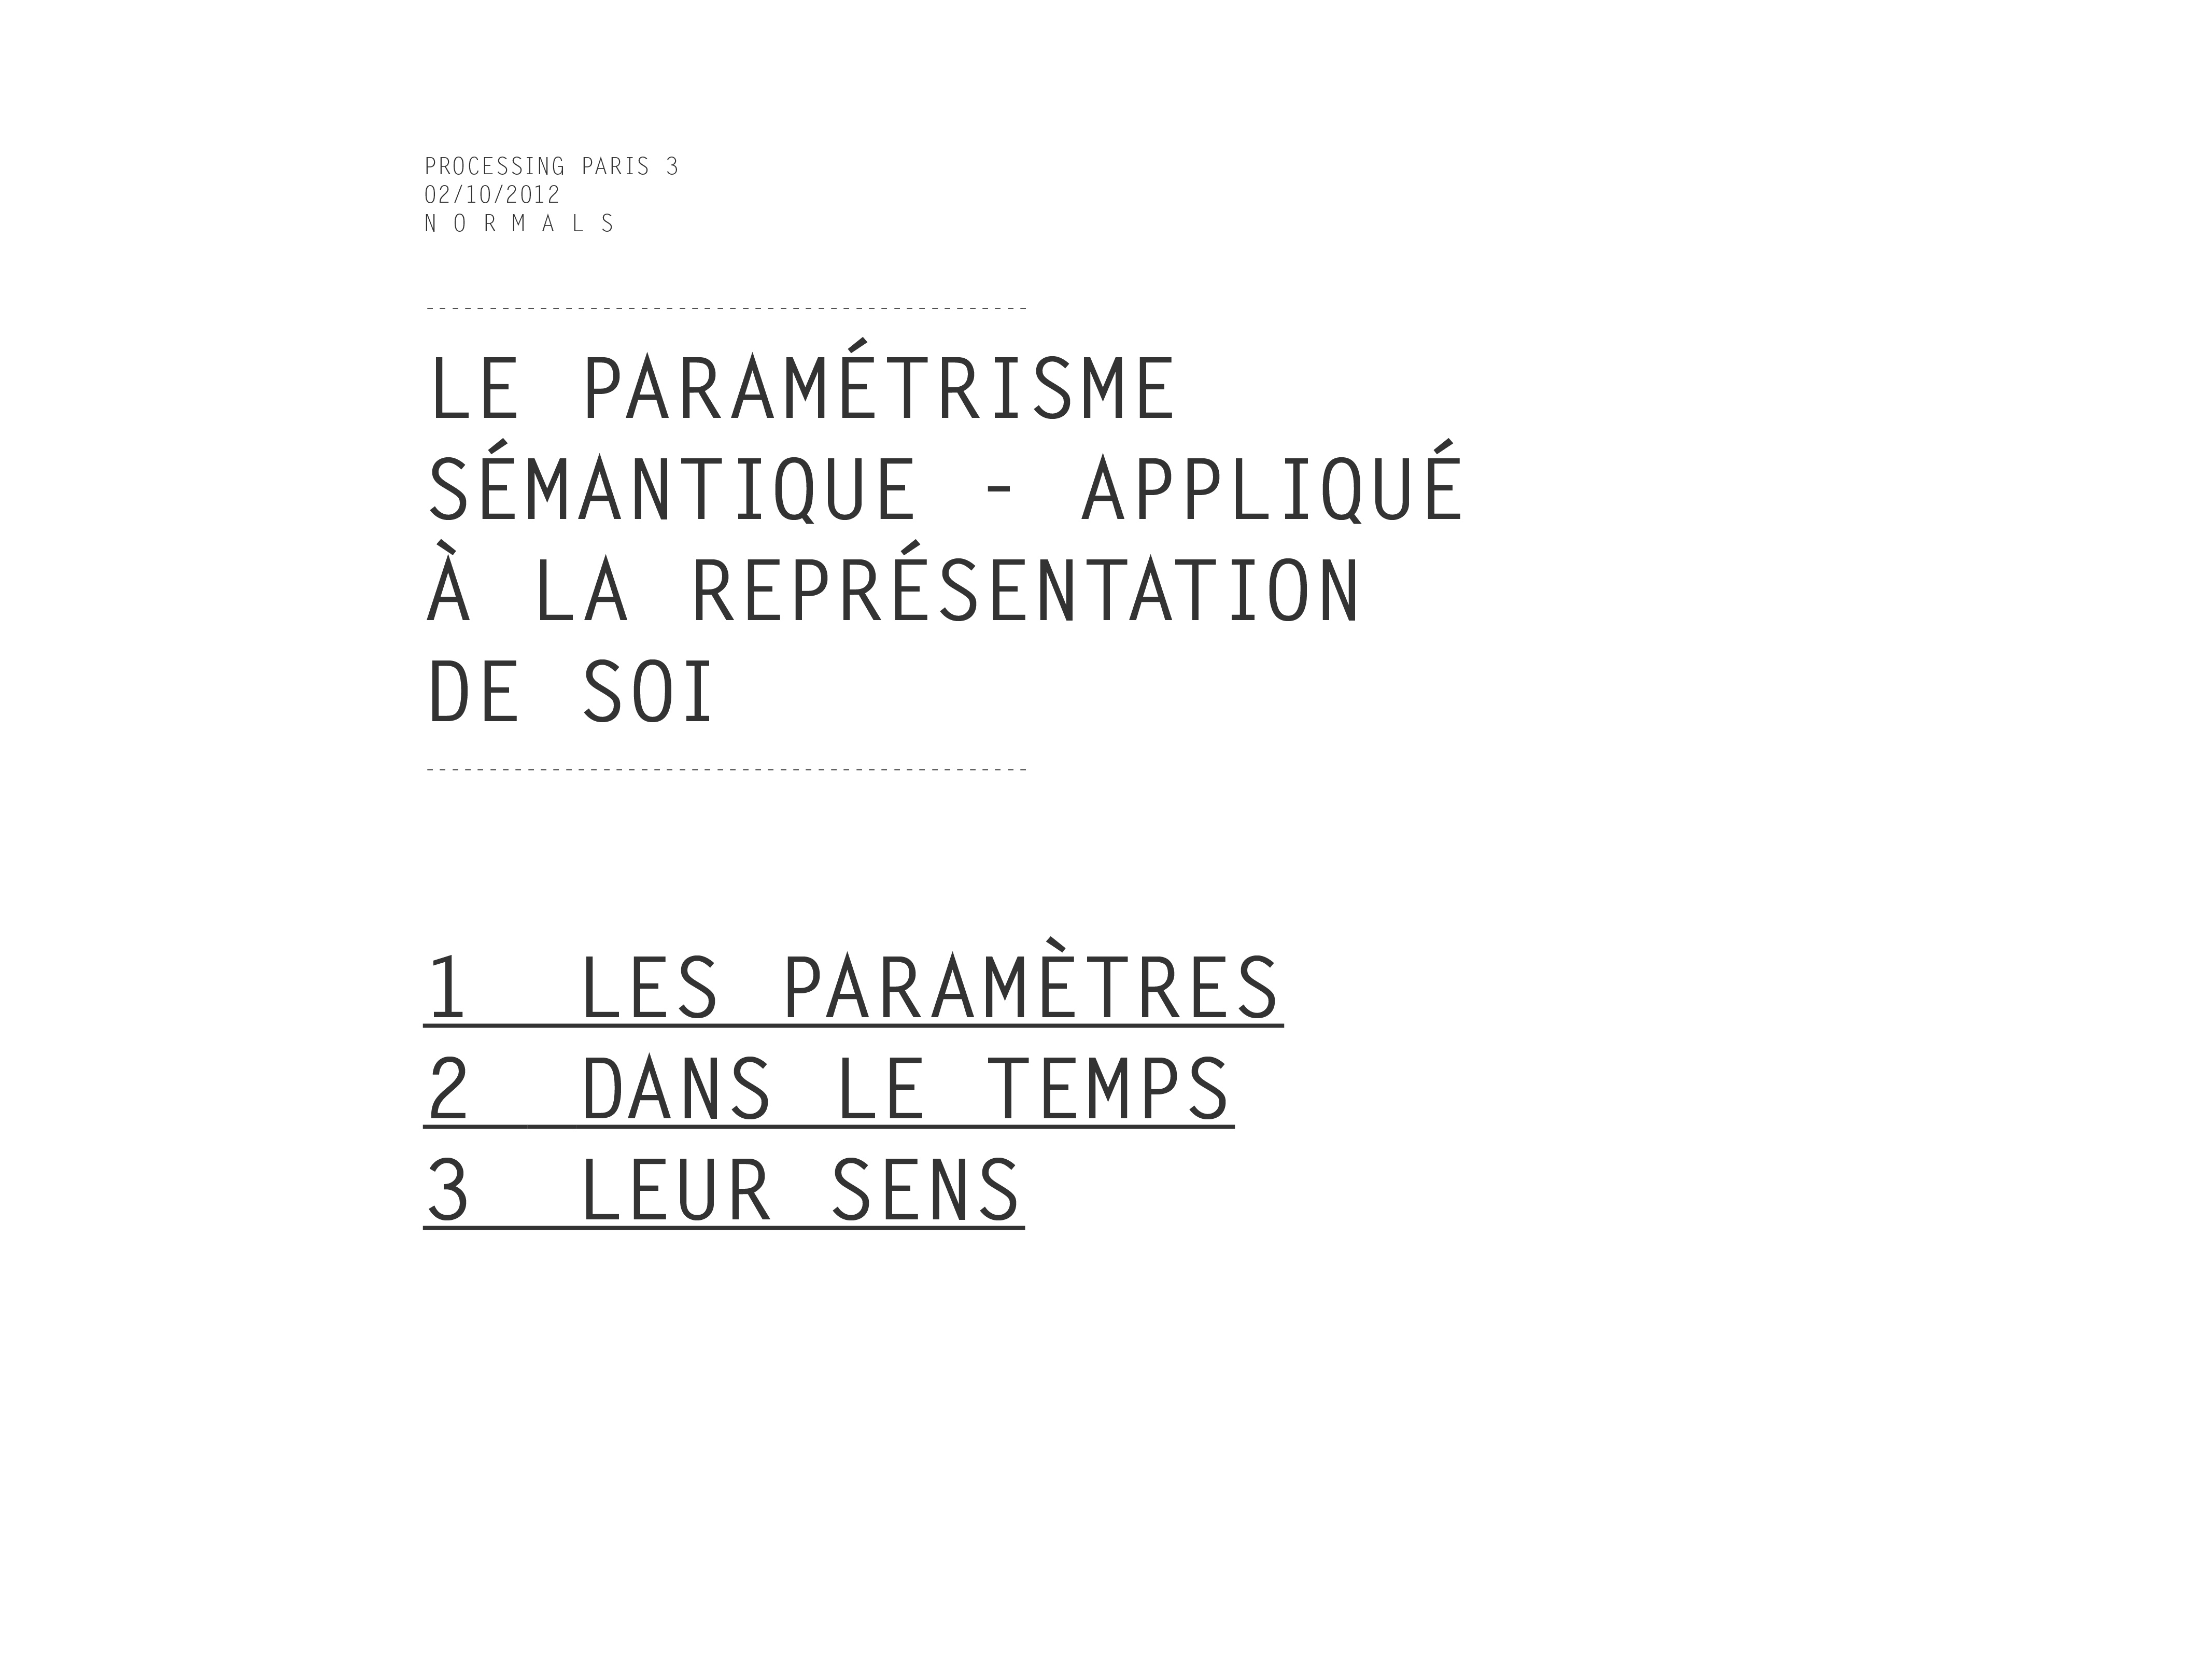 PROCESSING PARIS 3
02/10/2012
N O R M A L S
------------------------------------------------
LE PARAMÉTRISME
SÉMANTIQUE - APPLIQUÉ
À LA REPRÉSENTATION
DE SOI
------------------------------------------------
1 LES PARAMÈTRES
2 DANS LE TEMPS
3 LEUR SENS